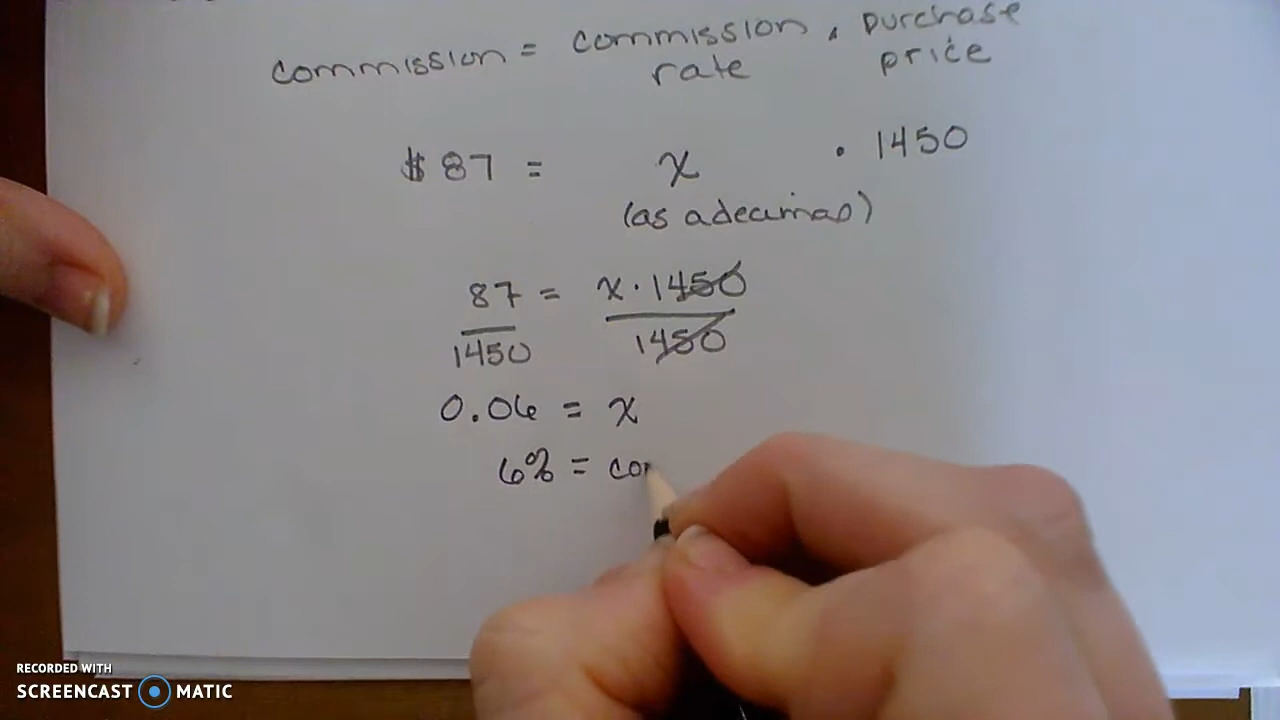 commission = commission rate · purchase price
$87 = x · 1450
(as a decimal)
87 = x · 1450
1450 1450
0.06 = x
6% = com
RECORDED WITH
SCREENCAST MATIC